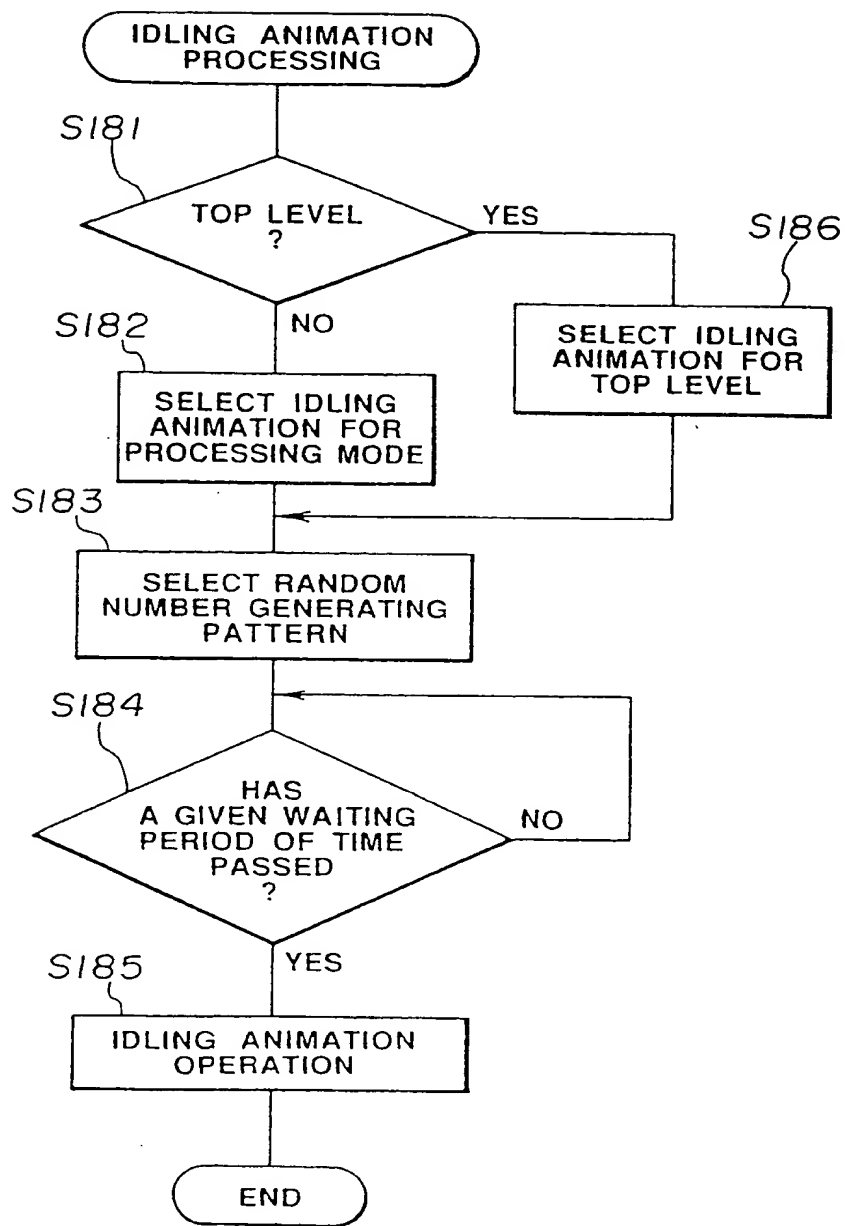 IDLING ANIMATION
PROCESSING
S181
TOP LEVEL
?
YES
S186
NO
S182
SELECT IDLING
ANIMATION FOR
TOP LEVEL
SELECT IDLING
ANIMATION FOR
PROCESSING MODE
S183
SELECT RANDOM
NUMBER GENERATING
PATTERN
S184
HAS
A GIVEN WAITING
PERIOD OF TIME
PASSED
?
NO
YES
S185
IDLING ANIMATION
OPERATION
END